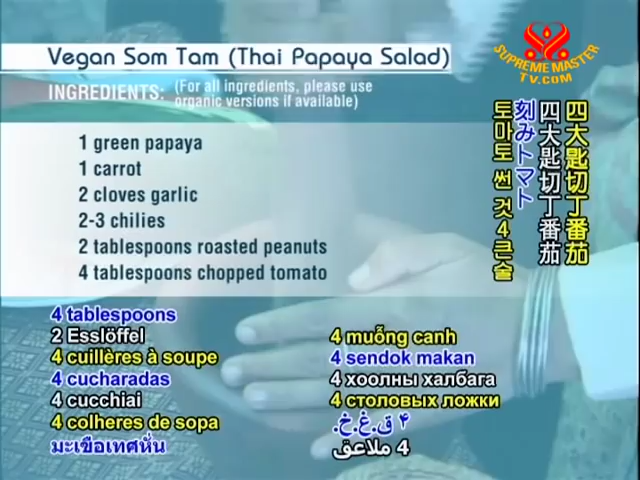 Vegan Som Tam (Thai Papaya Salad)
SUPREME MASTER
TV.COM
INGREDIENTS: (For all ingredients, please use
organic versions if available)
1 green papaya
1 carrot
2 cloves garlic
2-3 chilies
2 tablespoons roasted peanuts
4 tablespoons chopped tomato
四大匙切丁番茄
四大匙切丁番茄
刻みトマト
토마토 썬 것 4큰술
4 tablespoons
2 Esslöffel
4 cuillères à soupe
4 cucharadas
4 cucchiai
4 colheres de sopa
มะเขือเทศหั่น
4 muỗng canh
4 sendok makan
4 хоолны халбага
4 столовых ложки
۴ ق.غ.خ.
4 ملاعق